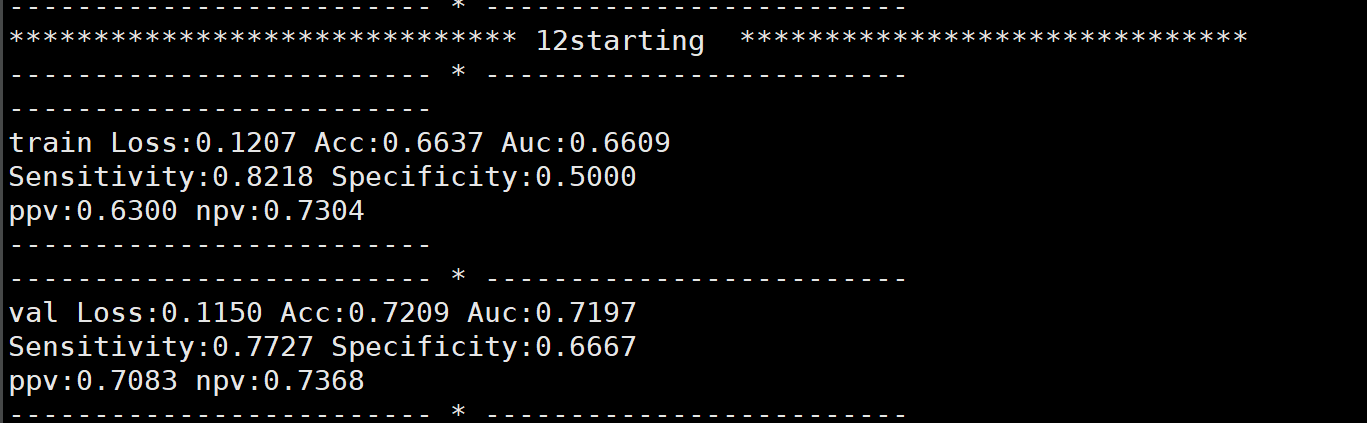 ------------------------- * -------------------------
****************************** 12starting  ******************************
------------------------- * -------------------------
-------------------------
train Loss:0.1207 Acc:0.6637 Auc:0.6609
Sensitivity:0.8218 Specificity:0.5000
ppv:0.6300 npv:0.7304
-------------------------
------------------------- * -------------------------
val Loss:0.1150 Acc:0.7209 Auc:0.7197
Sensitivity:0.7727 Specificity:0.6667
ppv:0.7083 npv:0.7368
------------------------- * -------------------------